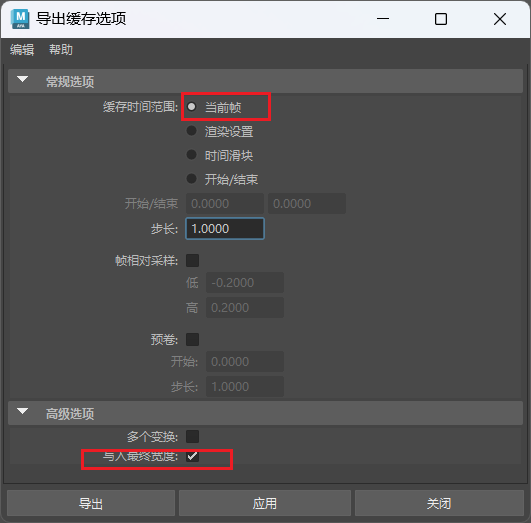 M
AYA
导出缓存选项
编辑 帮助
常规选项
缓存时间范围: 当前帧
渲染设置
时间滑块
开始/结束
开始/结束 0.0000 0.0000
步长: 1.0000
帧相对采样:
低 -0.2000
高 0.2000
预卷:
开始: 0.0000
步长: 1.0000
高级选项
多个变换:
写入最终宽度:
导出 应用 关闭